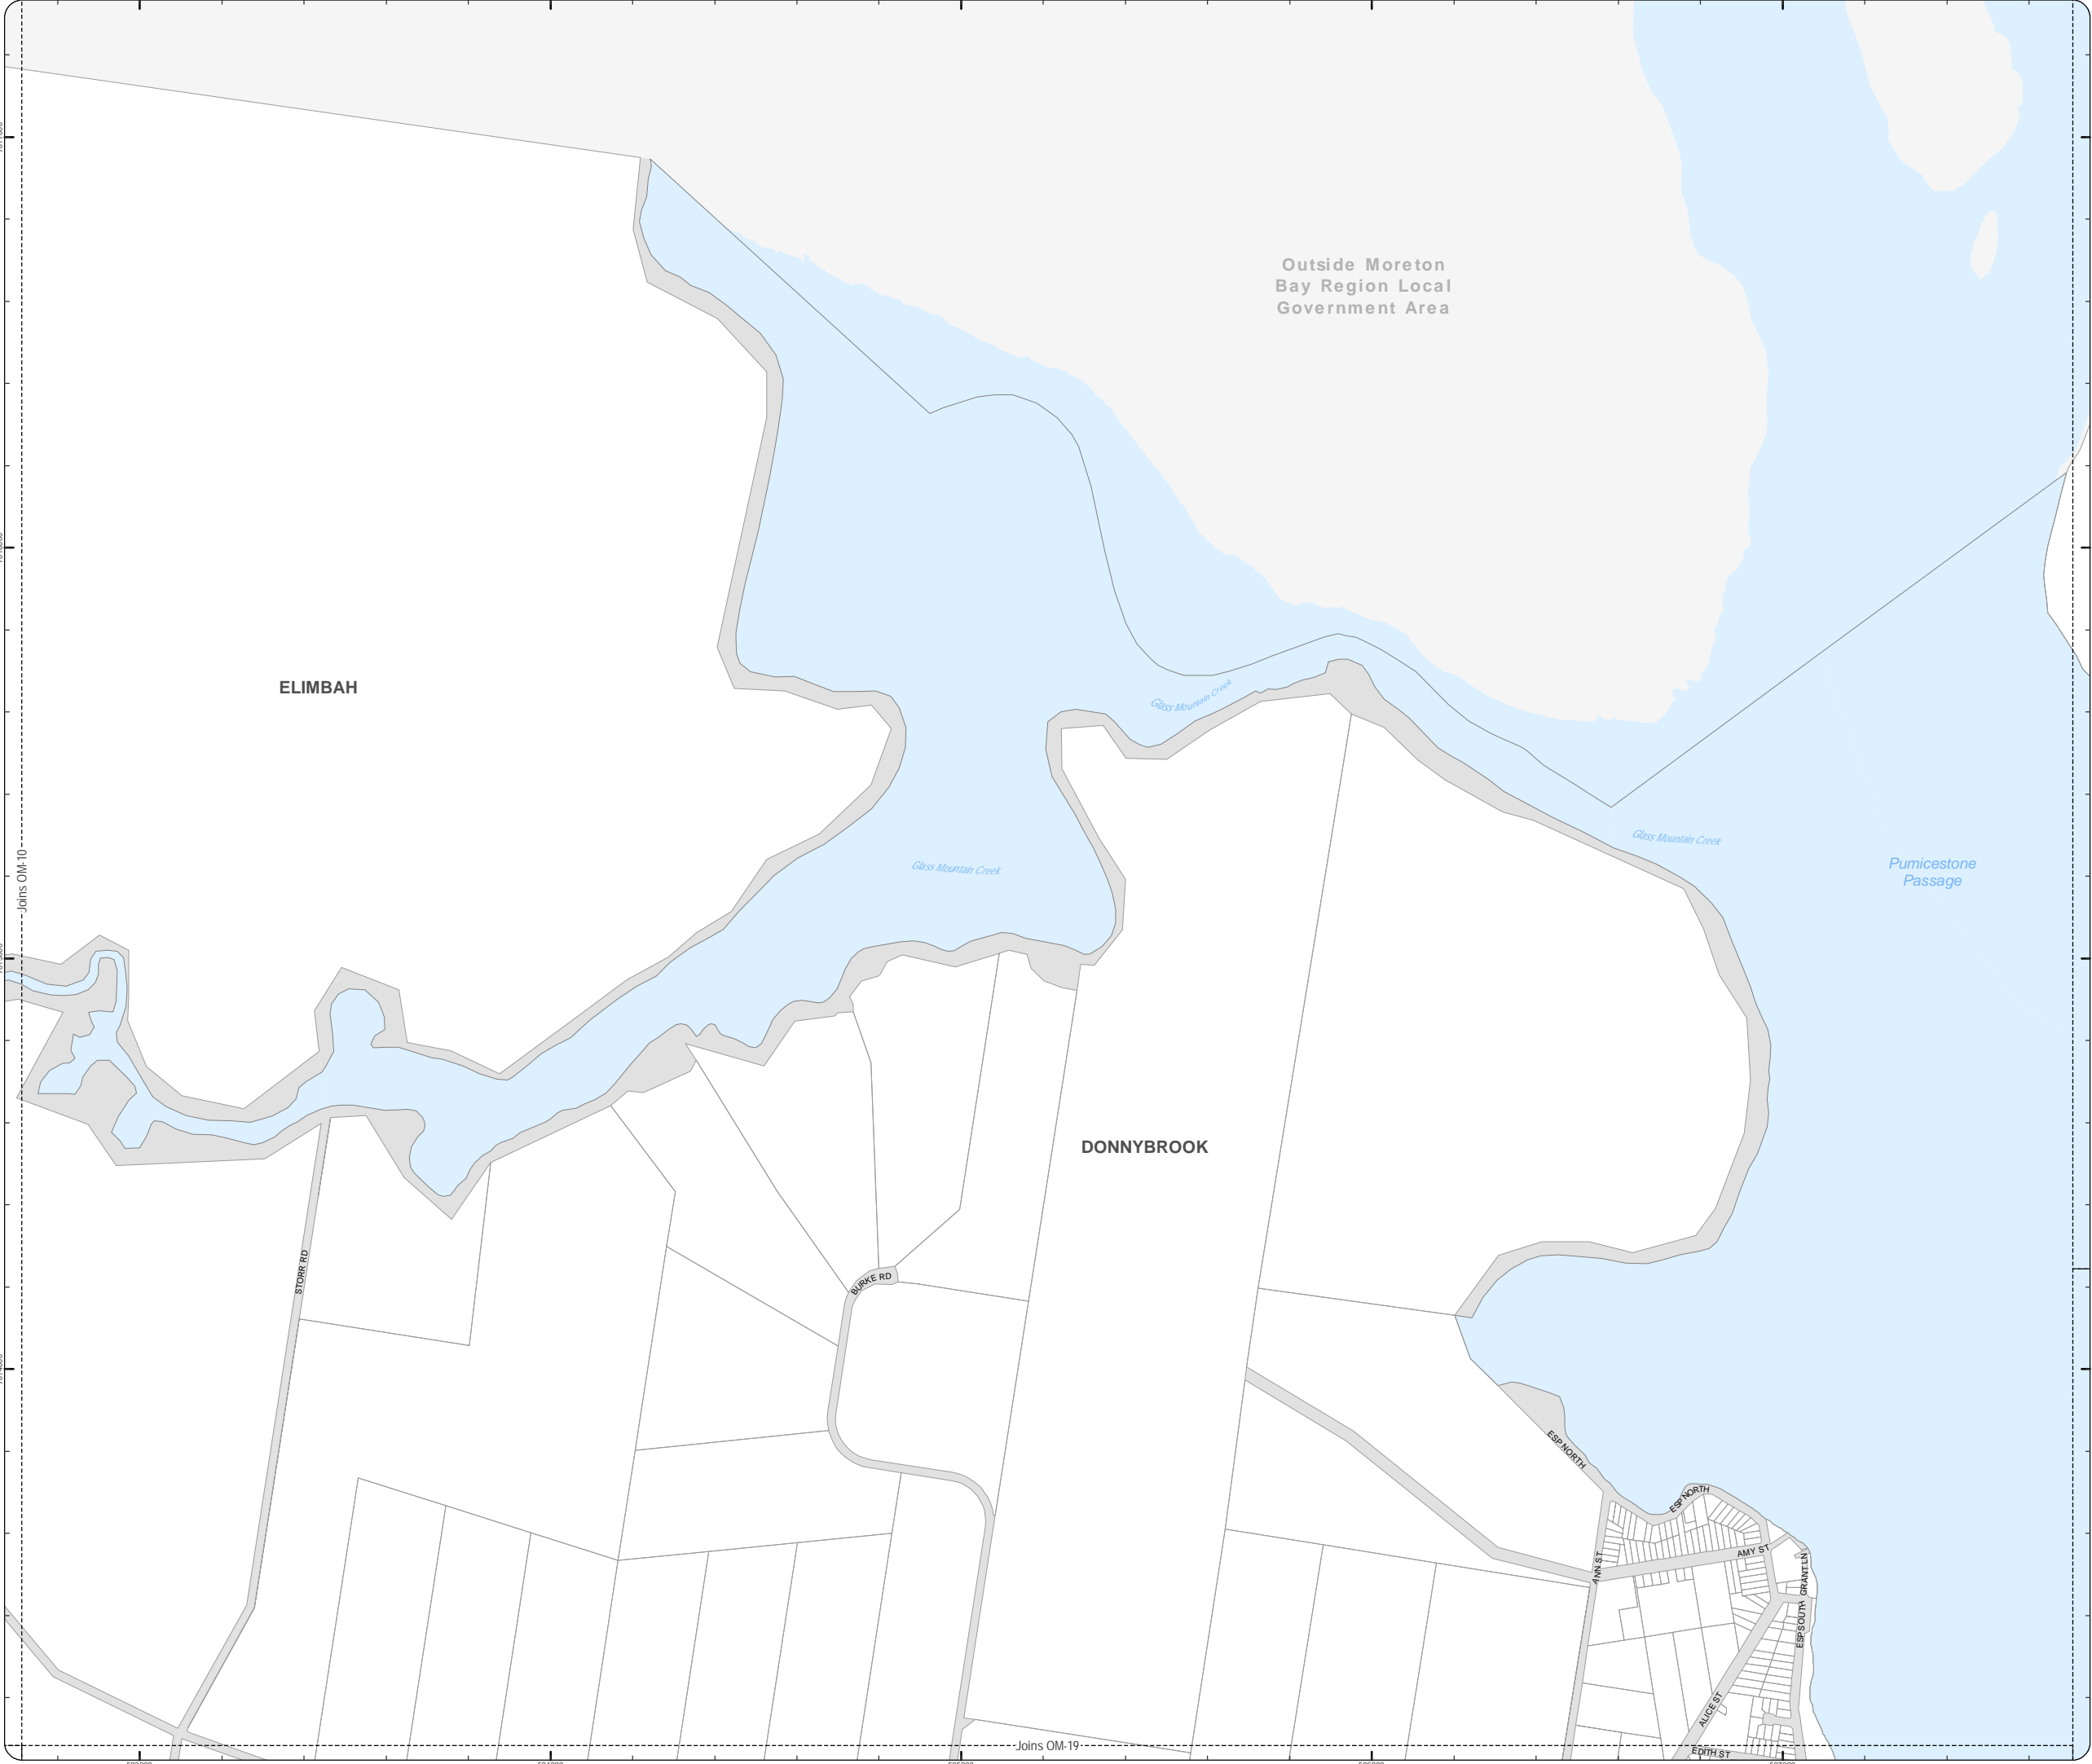 Outside Moreton
Bay Region Local
Government Area
ELIMBAH
Glass Mountain Creek
Glass Mountain Creek
Pumicestone
Passage
Glass Mountain Creek
Joins OM-10
DONNYBROOK
STORR RD
BURKE RD
ESP NORTH
ESP NORTH
AMY ST
ANN ST
GRANT LN
ESP SOUTH
ALICE ST
EDITH ST
Joins OM-19